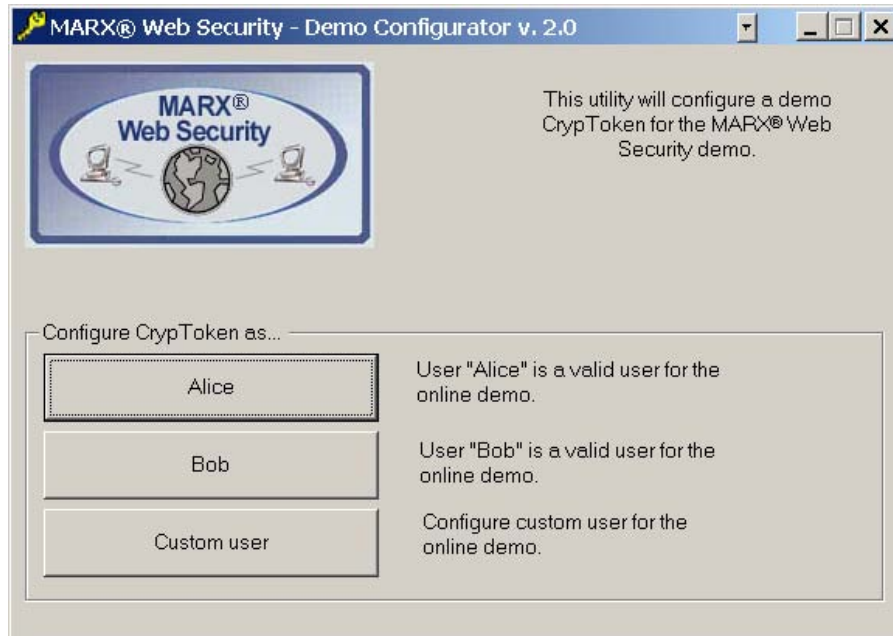 MARX® Web Security - Demo Configurator v. 2.0
MARX®
Web Security
This utility will configure a demo
CrypToken for the MARX® Web
Security demo.
Configure CrypToken as...
Alice
User "Alice" is a valid user for the
online demo.
Bob
User "Bob" is a valid user for the
online demo.
Custom user
Configure custom user for the
online demo.